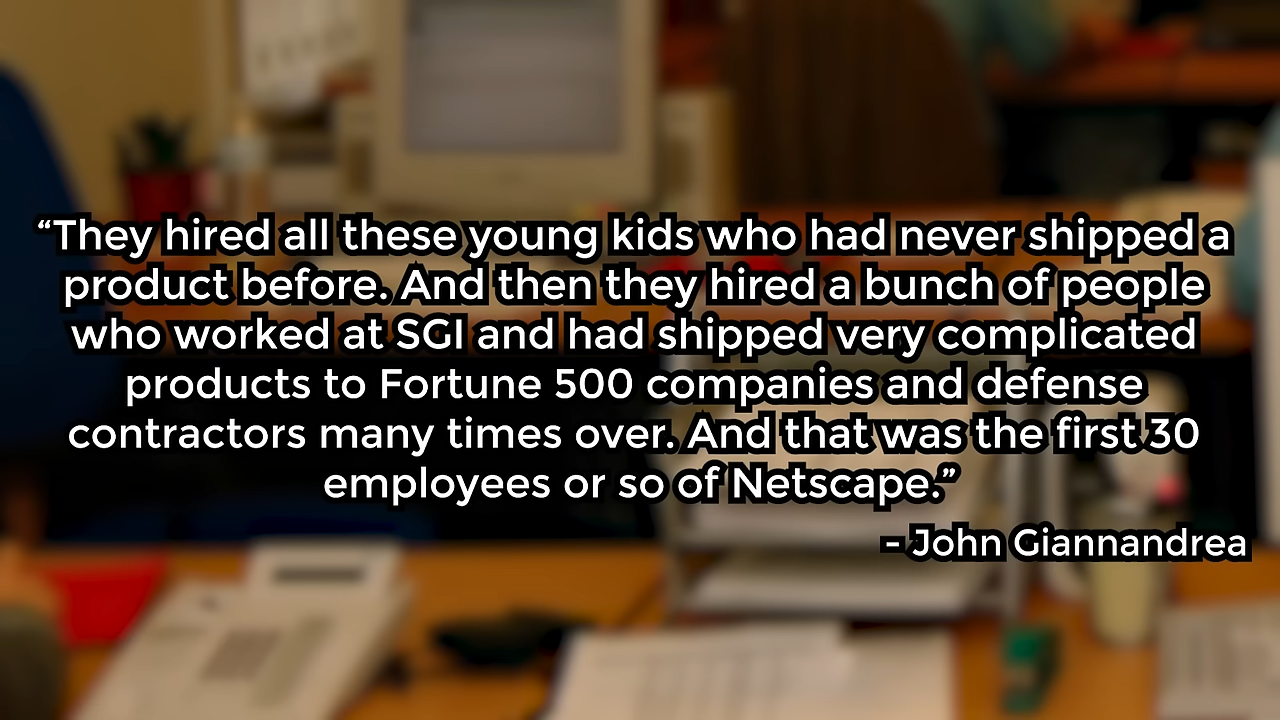 “They hired all these young kids who had never shipped a
product before. And then they hired a bunch of people
who worked at SGI and had shipped very complicated
products to Fortune 500 companies and defense
contractors many times over. And that was the first 30
employees or so of Netscape.”
- John Giannandrea